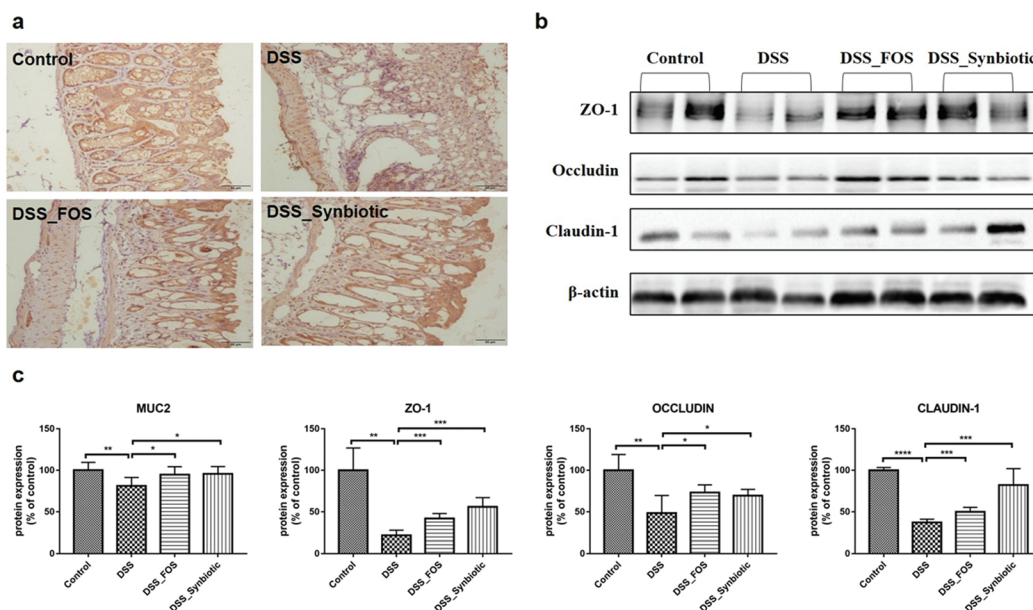 a
Control
DSS
DSS_FOS
DSS_Synbiotic
b
Control DSS DSS_FOS DSS_Synbiotic
ZO-1
Occludin
Claudin-1
β-actin
c
MUC2
protein expression
(% of control)
150
100
50
0
** * *
Control
DSS
DSS_FOS
DSS_Synbiotic
ZO-1
protein expression
(% of control)
150
100
50
0
***
** ***
Control
DSS
DSS_FOS
DSS_Synbiotic
OCCLUDIN
protein expression
(% of control)
150
100
50
0
*
** *
Control
DSS
DSS_FOS
DSS_Synbiotic
CLAUDIN-1
protein expression
(% of control)
150
100
50
0
***
**** ***
Control
DSS
DSS_FOS
DSS_Synbiotic